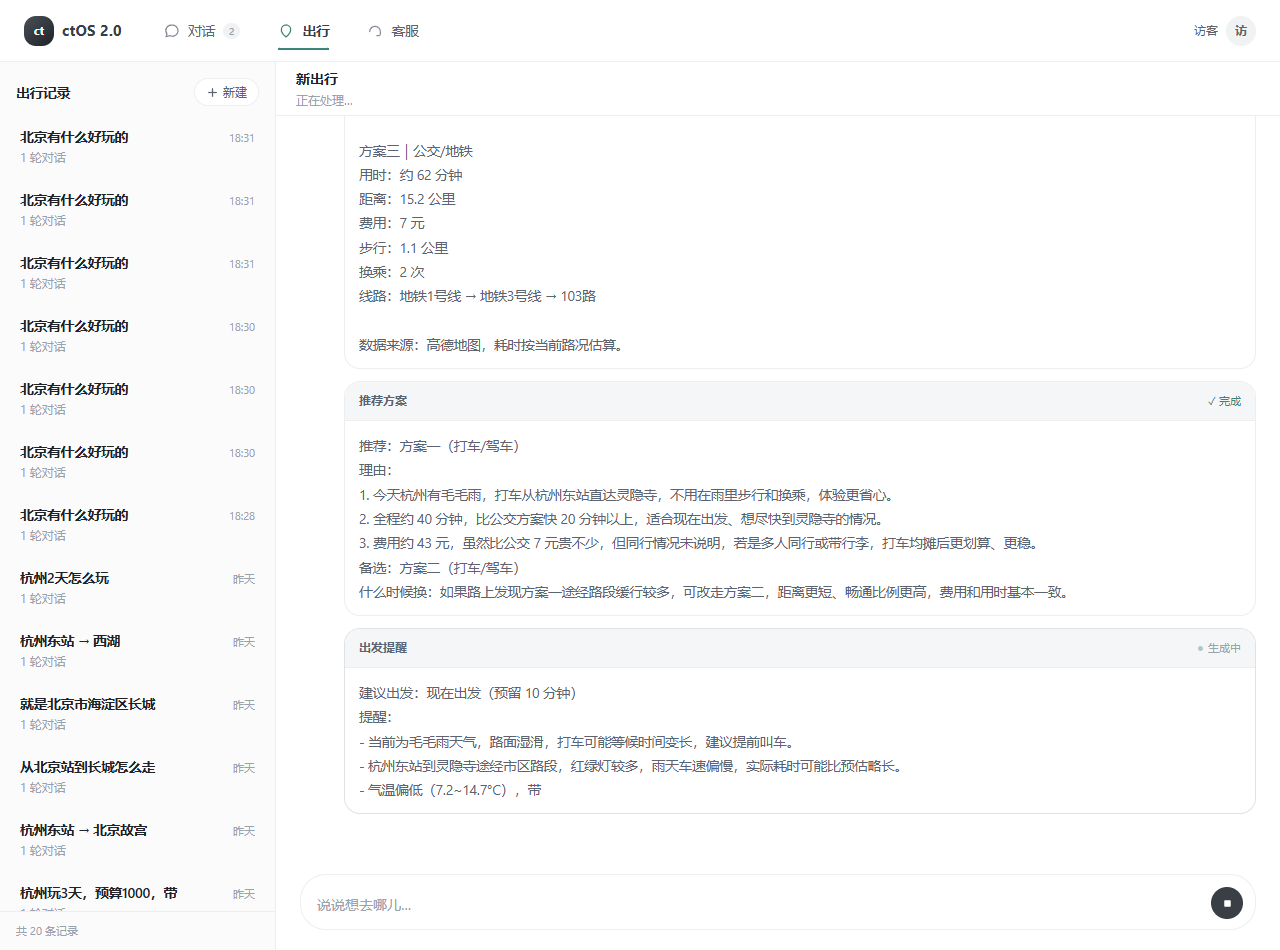 ct ctOS 2.0
对话 2
出行
客服
访客 访
出行记录
+ 新建
北京有什么好玩的 18:31
1 轮对话
北京有什么好玩的 18:31
1 轮对话
北京有什么好玩的 18:31
1 轮对话
北京有什么好玩的 18:30
1 轮对话
北京有什么好玩的 18:30
1 轮对话
北京有什么好玩的 18:30
1 轮对话
北京有什么好玩的 18:28
1 轮对话
杭州2天怎么玩 昨天
1 轮对话
杭州东站 → 西湖 昨天
1 轮对话
就是北京市海淀区长城 昨天
1 轮对话
从北京站到长城怎么走 昨天
1 轮对话
杭州东站 → 北京故宫 昨天
1 轮对话
杭州玩3天，预算1000，带 昨天
共 20 条记录
新出行
正在处理...
方案三 | 公交/地铁
用时：约 62 分钟
距离：15.2 公里
费用：7 元
步行：1.1 公里
换乘：2 次
线路：地铁1号线 → 地铁3号线 → 103路
数据来源：高德地图，耗时按当前路况估算。
推荐方案 ✓ 完成
推荐：方案一（打车/驾车）
理由：
1. 今天杭州有毛毛雨，打车从杭州东站直达灵隐寺，不用在雨里步行和换乘，体验更省心。
2. 全程约 40 分钟，比公交方案快 20 分钟以上，适合现在出发、想尽快到灵隐寺的情况。
3. 费用约 43 元，虽然比公交 7 元贵不少，但同行情况未说明，若是多人同行或带行李，打车均摊后更划算、更稳。
备选：方案二（打车/驾车）
什么时候换：如果路上发现方案一途经路段缓行较多，可改走方案二，距离更短、畅通比例更高，费用和用时基本一致。
出发提醒 生成中
建议出发：现在出发（预留 10 分钟）
提醒：
- 当前为毛毛雨天气，路面湿滑，打车可能等候时间变长，建议提前叫车。
- 杭州东站到灵隐寺途经市区路段，红绿灯较多，雨天车速偏慢，实际耗时可能比预估略长。
- 气温偏低（7.2~14.7°C），带
说说想去哪儿...